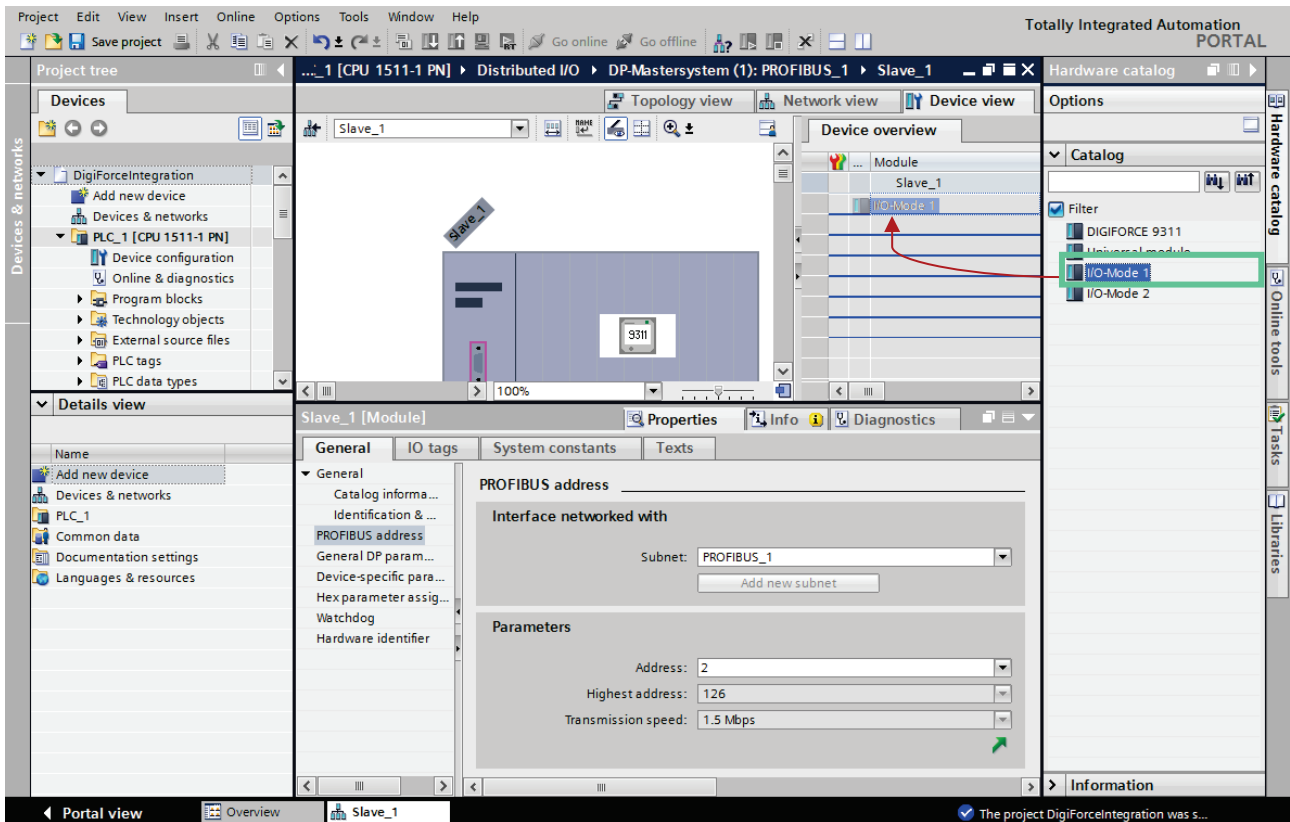 Project Edit View Insert Online Options Tools Window Help
Totally Integrated Automation
PORTAL
Save project Go online Go offline
Project tree
...:_1 [CPU 1511-1 PN] Distributed I/O DP-Mastersystem (1): PROFIBUS_1 Slave_1
Hardware catalog
Devices
Topology view Network view Device view
Options
Slave_1
Device overview
Catalog
... Module
Slave_1
I/O-Mode 1
Filter
DIGIFORCE 9311
Universal module
I/O-Mode 1
I/O-Mode 2
Devices & networks
DigiForceIntegration
Add new device
Devices & networks
PLC_1 [CPU 1511-1 PN]
Device configuration
Online & diagnostics
Program blocks
Technology objects
External source files
PLC tags
PLC data types
Slave_1
9311
100%
Hardware catalog
Online tools
Tasks
Libraries
Details view
Name
Add new device
Devices & networks
PLC_1
Common data
Documentation settings
Languages & resources
Slave_1 [Module]
Properties Info Diagnostics
General IO tags System constants Texts
General
Catalog informa...
Identification & ...
PROFIBUS address
General DP param...
Device-specific para...
Hex parameter assig...
Watchdog
Hardware identifier
PROFIBUS address
Interface networked with
Subnet: PROFIBUS_1
Add new subnet
Parameters
Address: 2
Highest address: 126
Transmission speed: 1.5 Mbps
Information
Portal view Overview Slave_1
The project DigiForceIntegration was s...